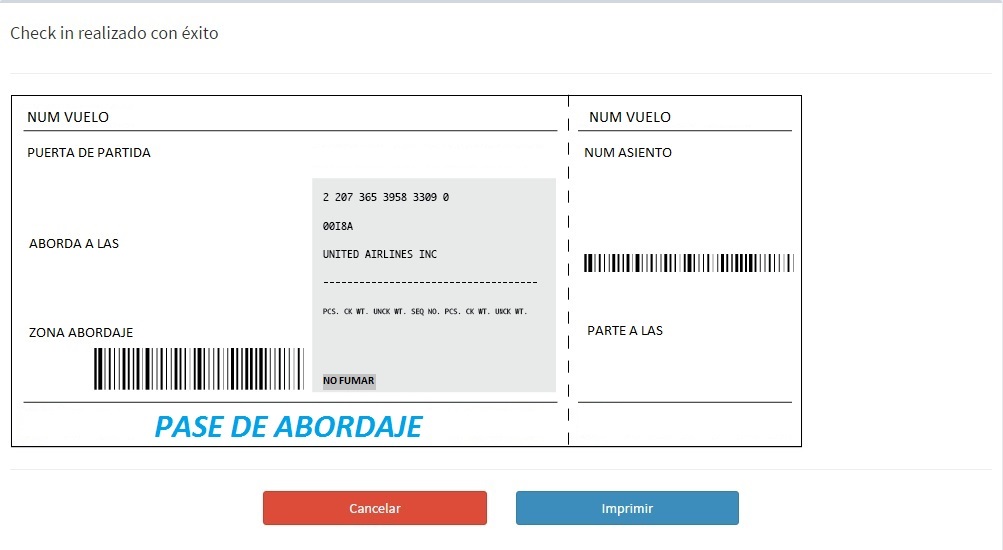 Check in realizado con éxito
NUM VUELO
PUERTA DE PARTIDA
ABORDA A LAS
ZONA ABORDAJE
2 207 365 3958 3309 0
00I8A
UNITED AIRLINES INC
------------------------------------
PCS. CK WT. UNCK WT. SEQ NO. PCS. CK WT. UNCK WT.
NO FUMAR
PASE DE ABORDAJE
NUM VUELO
NUM ASIENTO
PARTE A LAS
Cancelar
Imprimir